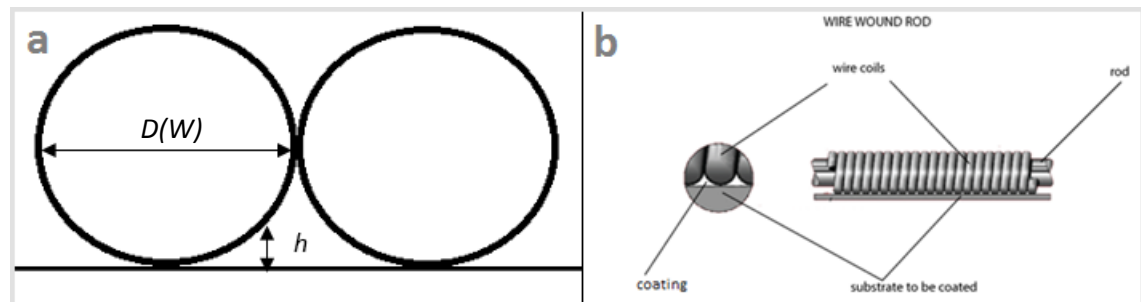 a
D(W)
h
b
WIRE WOUND ROD
wire coils
rod
coating
substrate to be coated